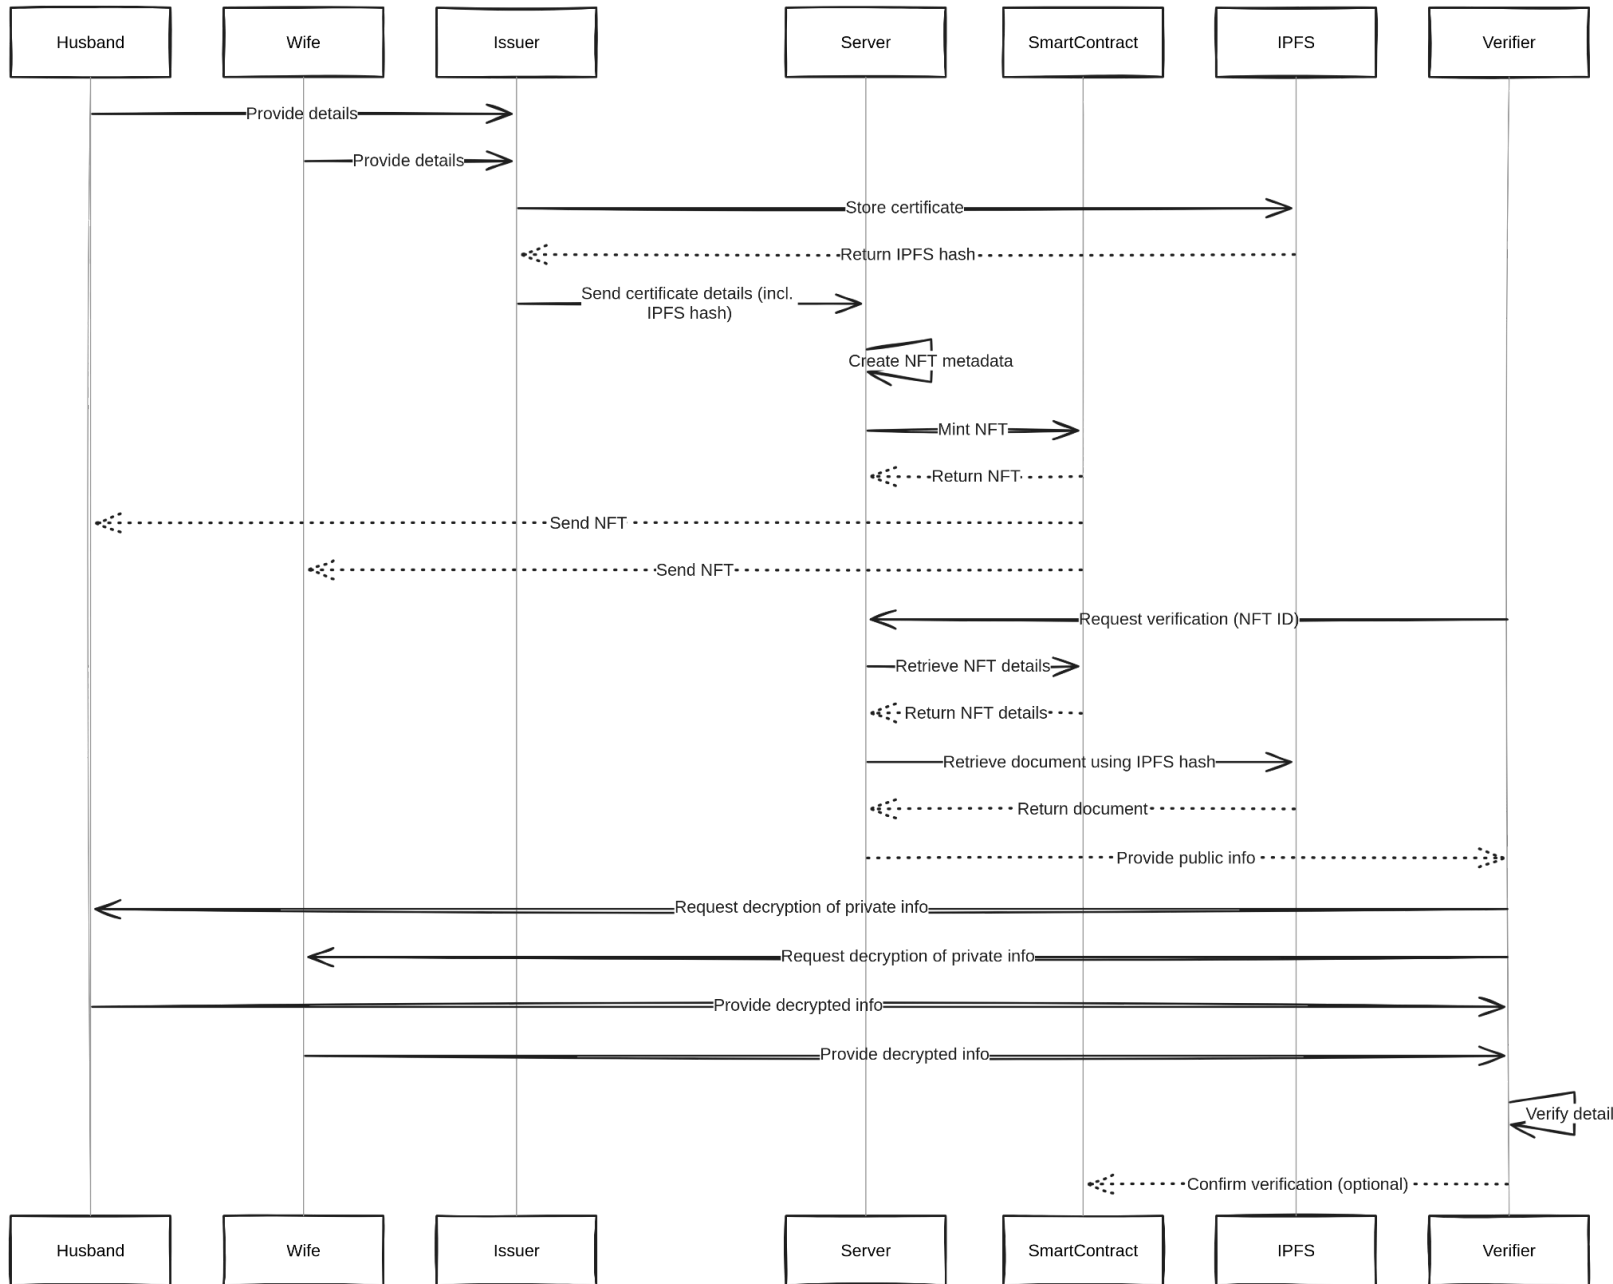 Husband
Wife
Issuer
Server
SmartContract
IPFS
Verifier
Provide details
Provide details
Store certificate
Return IPFS hash
Send certificate details (incl.
IPFS hash)
Create NFT metadata
Mint NFT
Return NFT
Send NFT
Send NFT
Request verification (NFT ID)
Retrieve NFT details
Return NFT details
Retrieve document using IPFS hash
Return document
Provide public info
Request decryption of private info
Request decryption of private info
Provide decrypted info
Provide decrypted info
Verify detail
Confirm verification (optional)
Husband
Wife
Issuer
Server
SmartContract
IPFS
Verifier